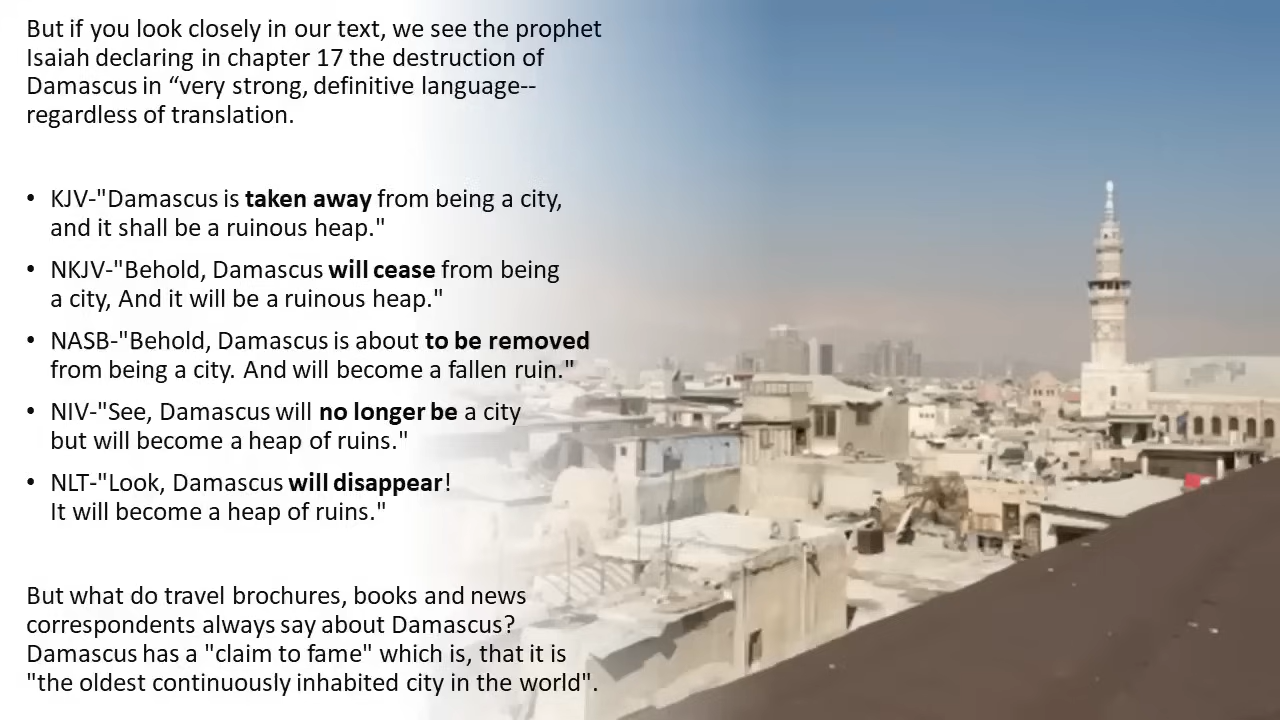 But if you look closely in our text, we see the prophet
Isaiah declaring in chapter 17 the destruction of
Damascus in “very strong, definitive language--
regardless of translation.
• KJV-"Damascus is taken away from being a city,
and it shall be a ruinous heap."
• NKJV-"Behold, Damascus will cease from being
a city, And it will be a ruinous heap."
• NASB-"Behold, Damascus is about to be removed
from being a city. And will become a fallen ruin."
• NIV-"See, Damascus will no longer be a city
but will become a heap of ruins."
• NLT-"Look, Damascus will disappear!
It will become a heap of ruins."
But what do travel brochures, books and news
correspondents always say about Damascus?
Damascus has a "claim to fame" which is, that it is
"the oldest continuously inhabited city in the world".